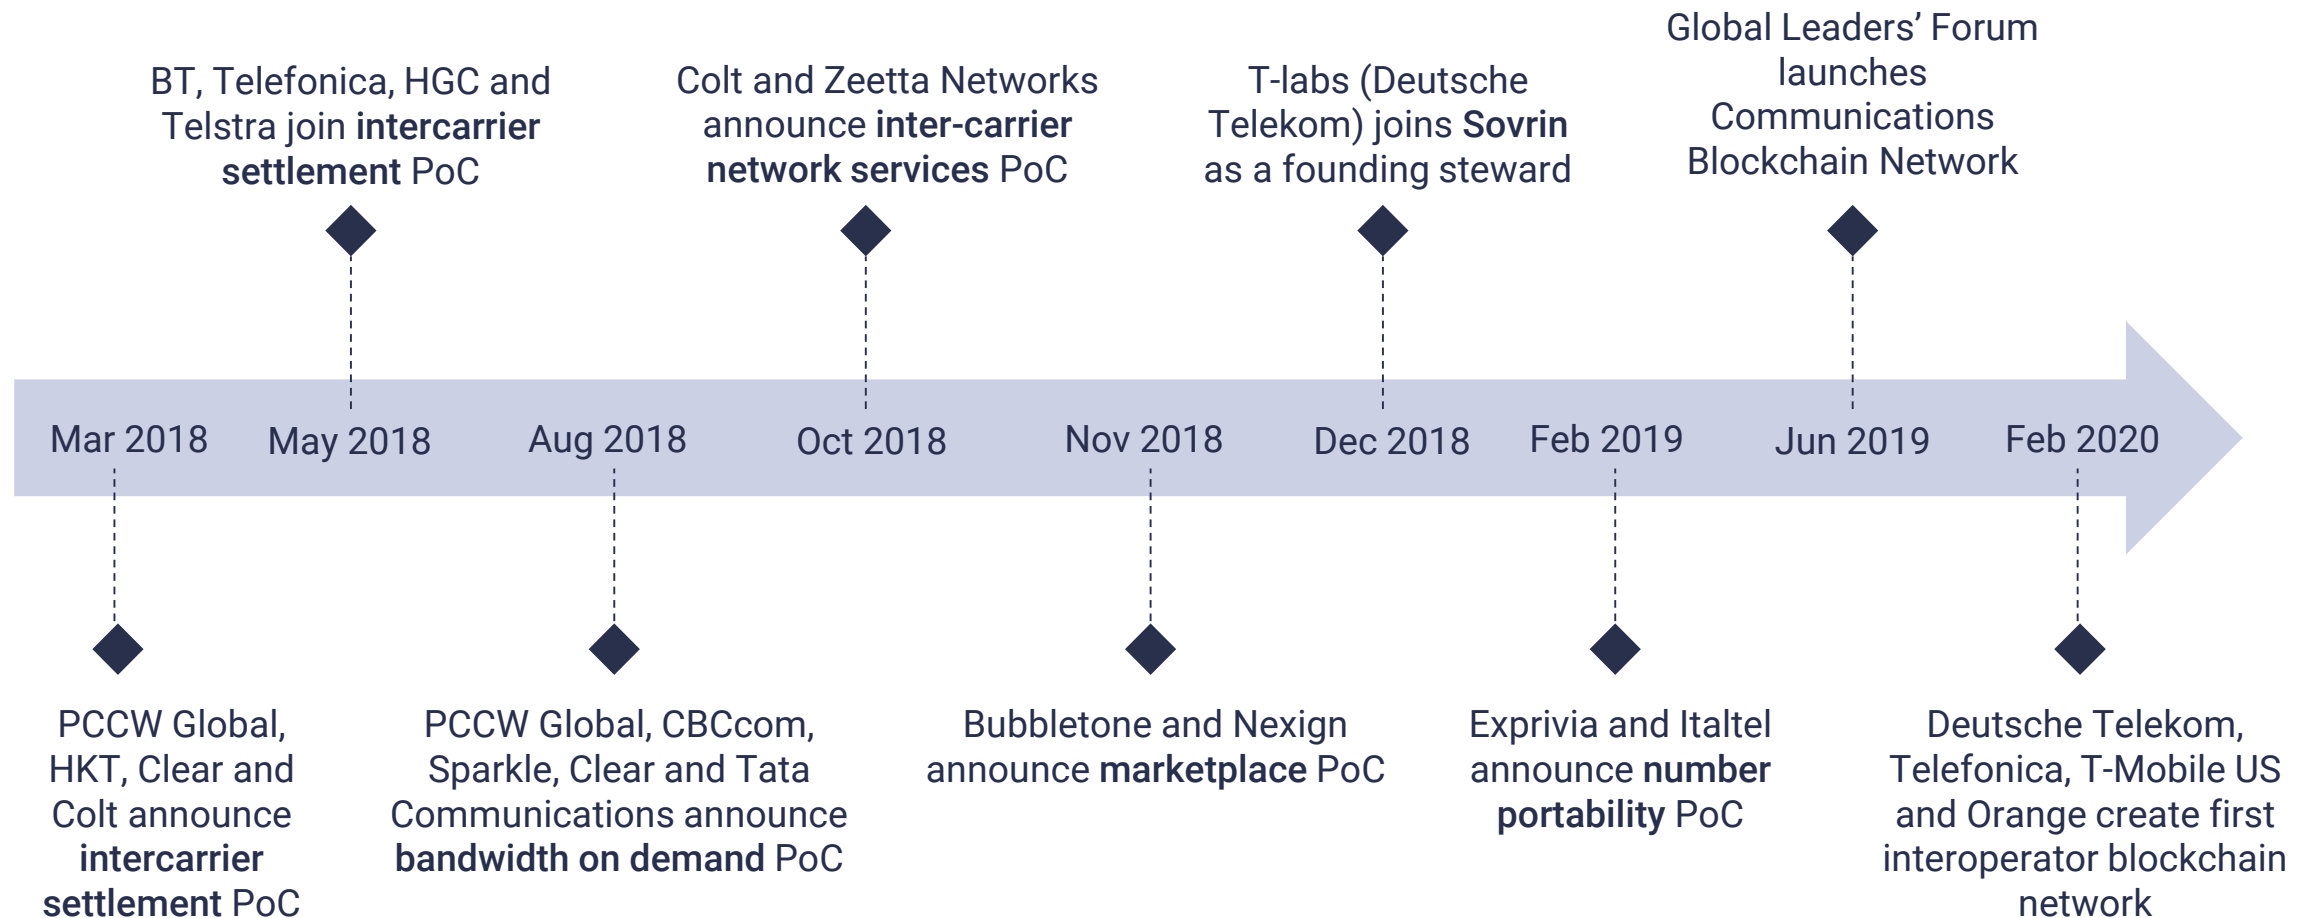 BT, Telefonica, HGC and
Telstra join intercarrier
settlement PoC
Colt and Zeetta Networks
announce inter-carrier
network services PoC
T-labs (Deutsche
Telekom) joins Sovrin
as a founding steward
Global Leaders’ Forum
launches
Communications
Blockchain Network
Mar 2018
May 2018
Aug 2018
Oct 2018
Nov 2018
Dec 2018
Feb 2019
Jun 2019
Feb 2020
PCCW Global,
HKT, Clear and
Colt announce
intercarrier
settlement PoC
PCCW Global, CBCcom,
Sparkle, Clear and Tata
Communications announce
bandwidth on demand PoC
Bubbletone and Nexign
announce marketplace PoC
Exprivia and Italtel
announce number
portability PoC
Deutsche Telekom,
Telefonica, T-Mobile US
and Orange create first
interoperator blockchain
network